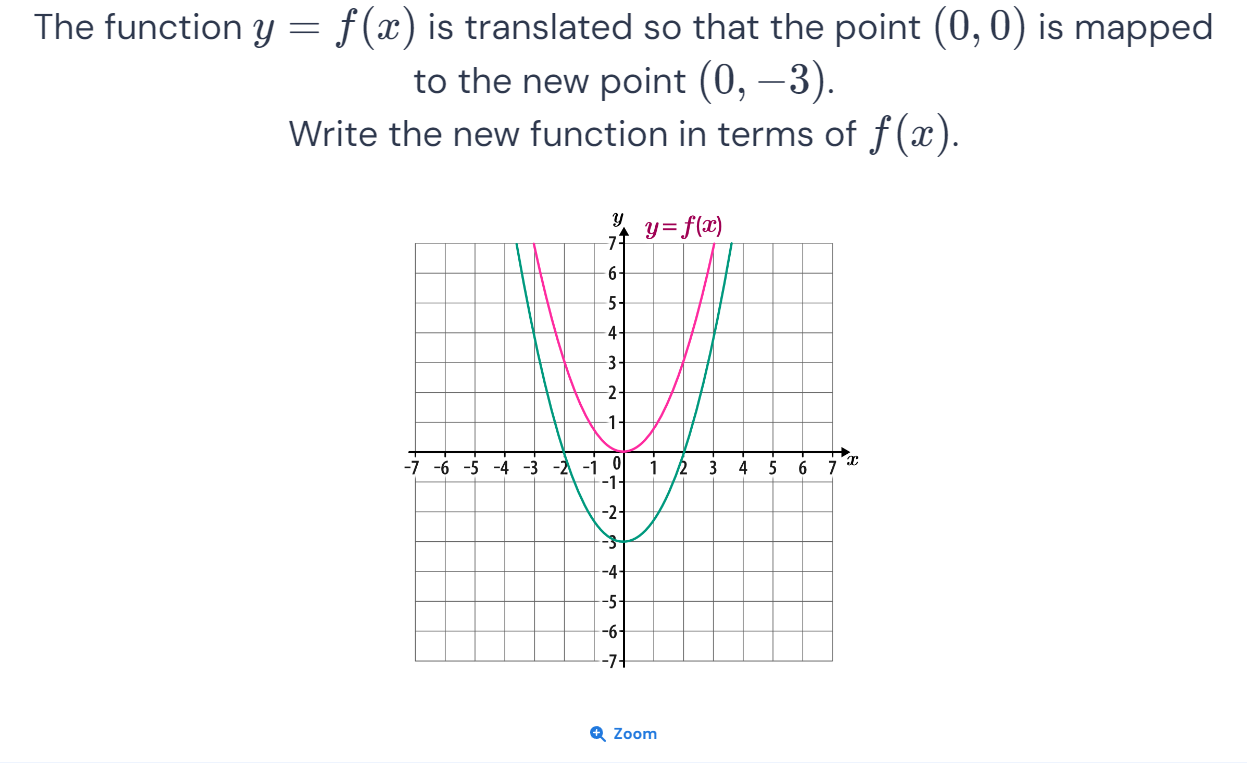 The function y = f(x) is translated so that the point (0, 0) is mapped
to the new point (0, −3).
Write the new function in terms of f(x).
y
y=f(x)
7
6
5
4
3
2
1
-7 -6 -5 -4 -3 -2 -1 0 1 2 3 4 5 6 7 x
-1
-2
-3
-4
-5
-6
-7
Zoom